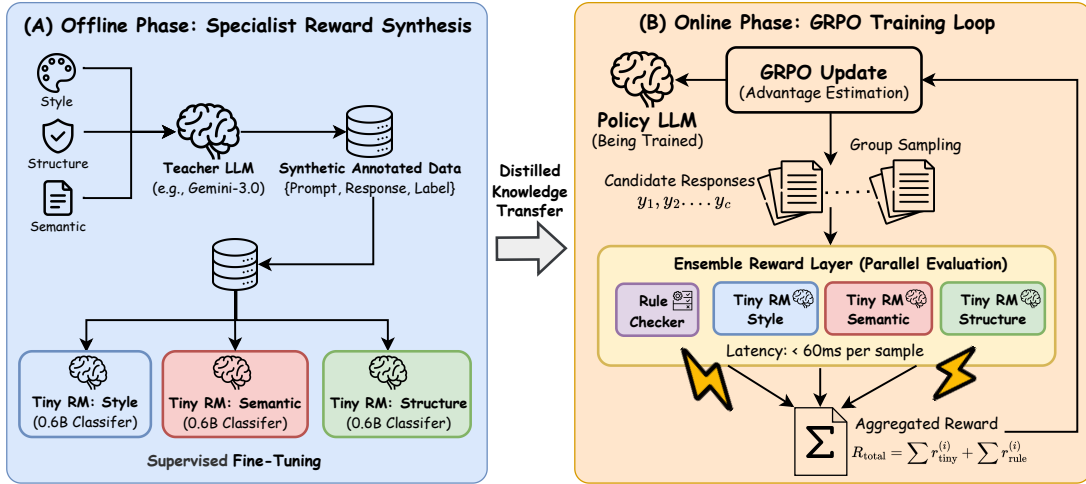 (A) Offline Phase: Specialist Reward Synthesis
Style
Structure
Semantic
Teacher LLM
(e.g., Gemini-3.0)
Synthetic Annotated Data
{Prompt, Response, Label}
Tiny RM: Style
(0.6B Classifer)
Tiny RM: Semantic
(0.6B Classifer)
Tiny RM: Structure
(0.6B Classifer)
Supervised Fine-Tuning
Distilled
Knowledge
Transfer
(B) Online Phase: GRPO Training Loop
GRPO Update
(Advantage Estimation)
Policy LLM
(Being Trained)
Group Sampling
Candidate Responses
y₁, y₂.... y_c
Ensemble Reward Layer (Parallel Evaluation)
Rule
Checker
Tiny RM
Style
Tiny RM
Semantic
Tiny RM
Structure
Latency: < 60ms per sample
Σ
Aggregated Reward
R_total = ∑ r_tiny^(i) + ∑ r_rule^(i)